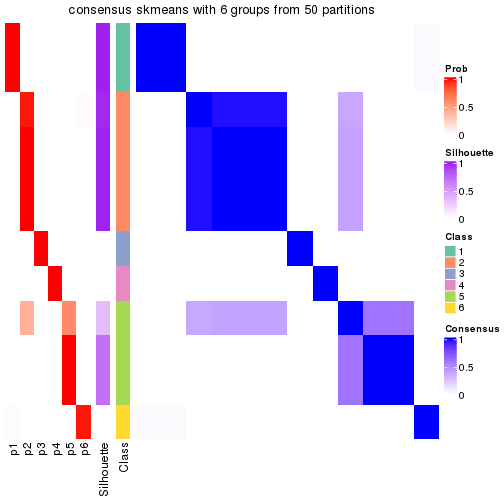 consensus skmeans with 6 groups from 50 partitions
Prob
1
0.5
0
Silhouette
1
0.5
0
Class
1
2
3
4
5
6
Consensus
1
0.5
0
p1
p2
p3
p4
p5
p6
Silhouette
Class